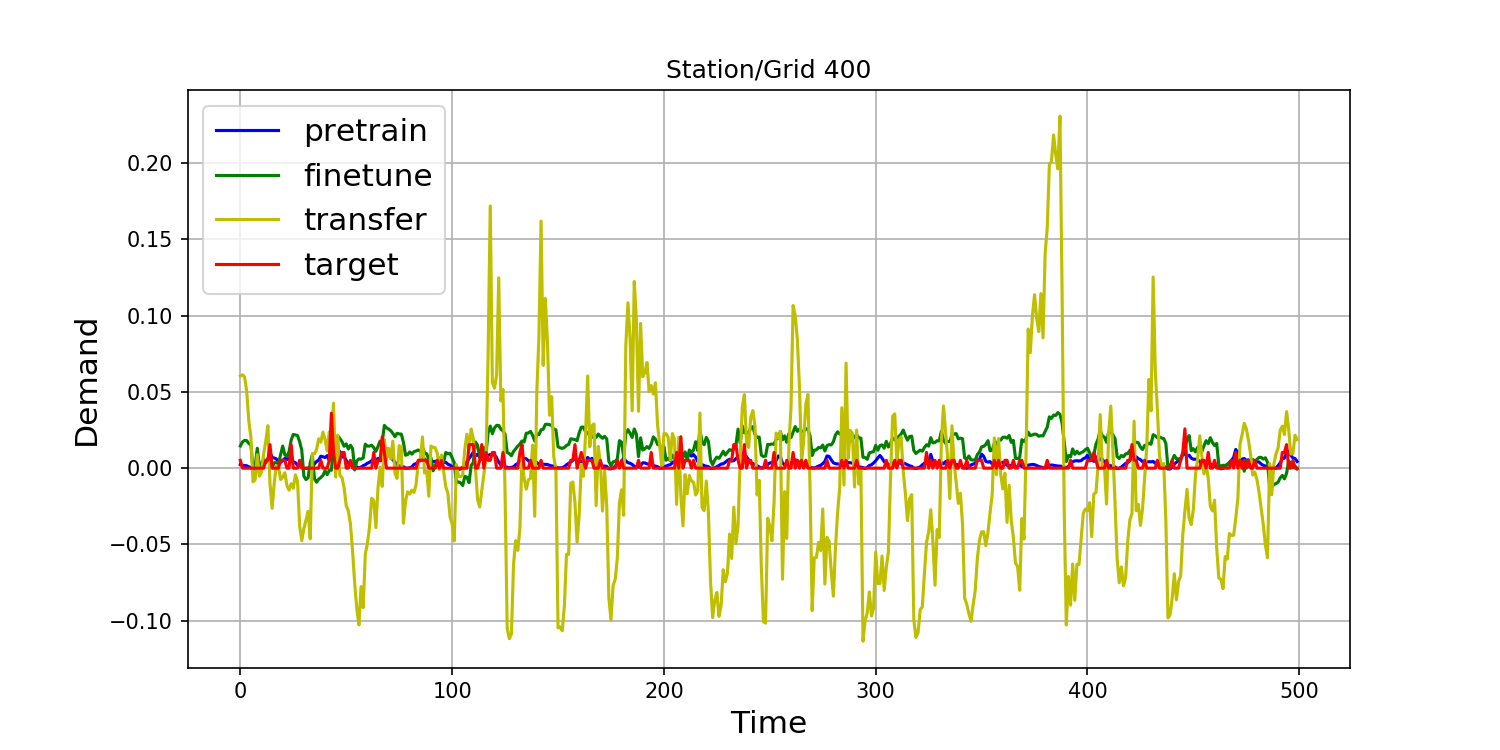 Station/Grid 400
pretrain
finetune
transfer
target
0.20
0.15
0.10
0.05
0.00
−0.05
−0.10
Demand
0 100 200 300 400 500
Time